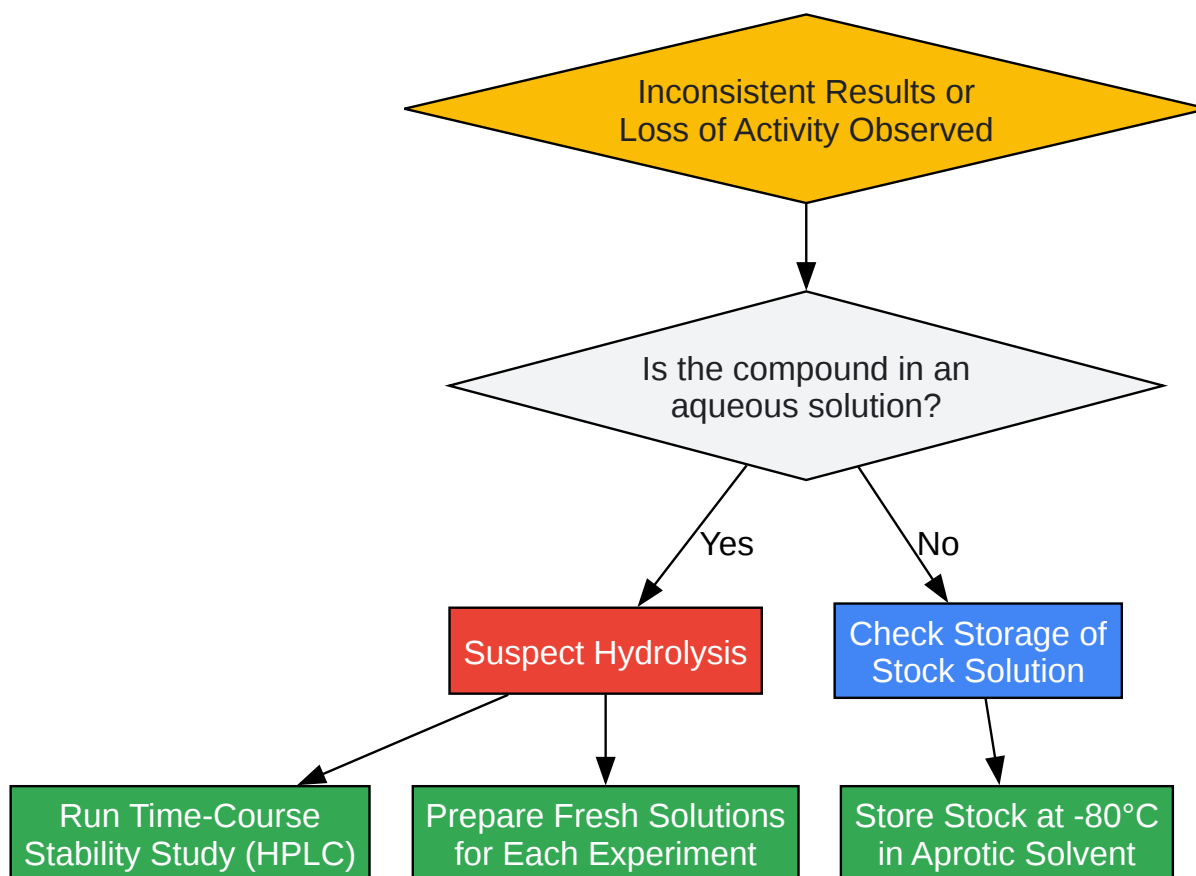 Inconsistent Results or
Loss of Activity Observed
Is the compound in an
aqueous solution?
Yes
No
Suspect Hydrolysis
Check Storage of
Stock Solution
Run Time-Course
Stability Study (HPLC)
Prepare Fresh Solutions
for Each Experiment
Store Stock at -80°C
in Aprotic Solvent